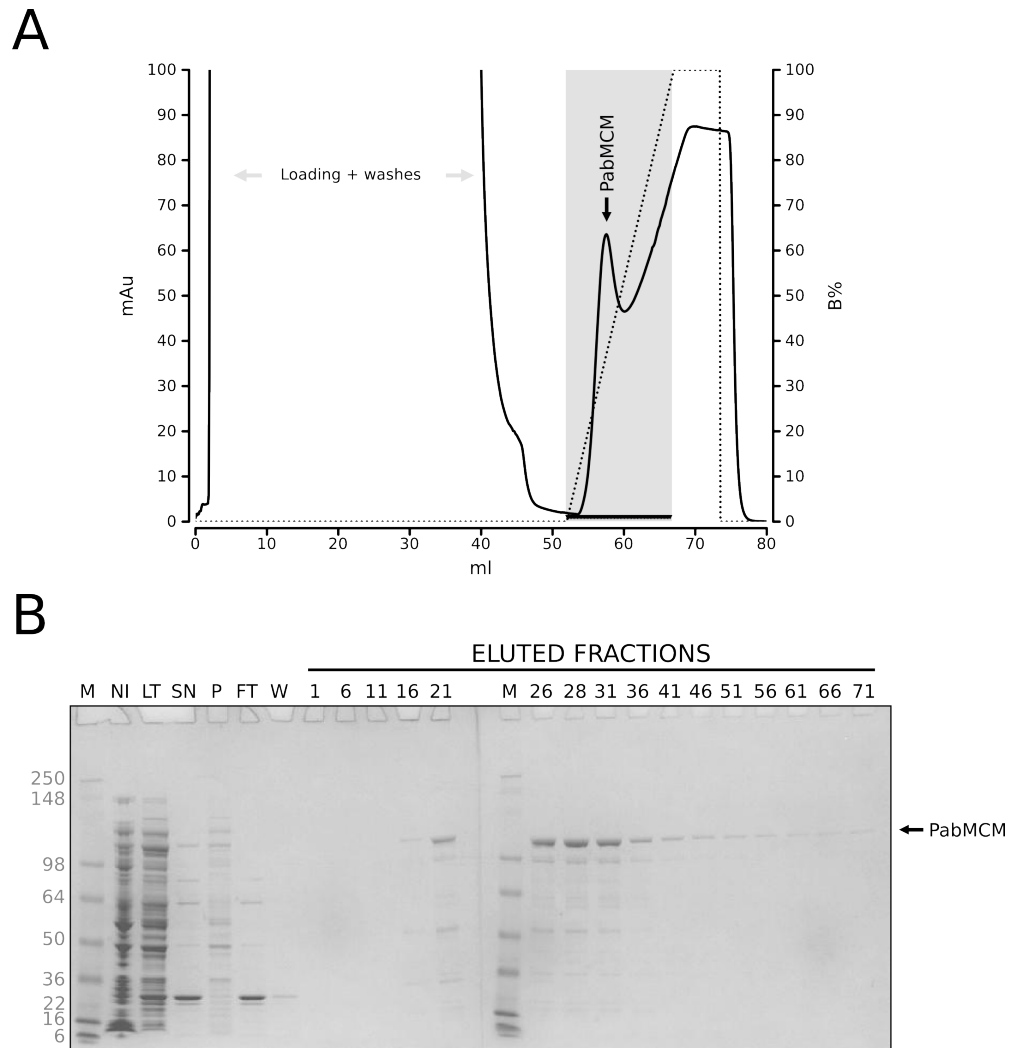 A
100
90
80
70
60
50
40
30
20
10
0
mAu
Loading + washes
PabMCM
100
90
80
70
60
50
40
30
20
10
0
B%
0 10 20 30 40 50 60 70 80
ml
B
ELUTED FRACTIONS
M NI LT SN P FT W 1 6 11 16 21 M 26 28 31 36 41 46 51 56 61 66 71
250
148
98
64
50
36
22
16
6
PabMCM